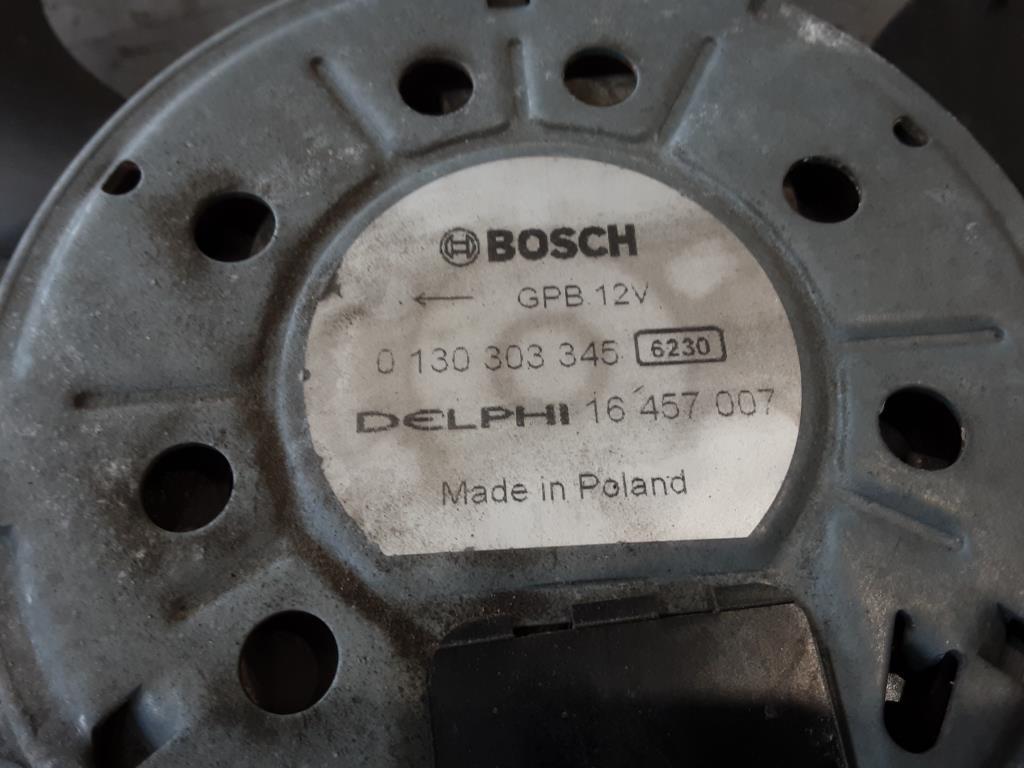 BOSCH
← GPB 12V
0 130 303 345 6230
DELPHI 16 457 007
Made in Poland